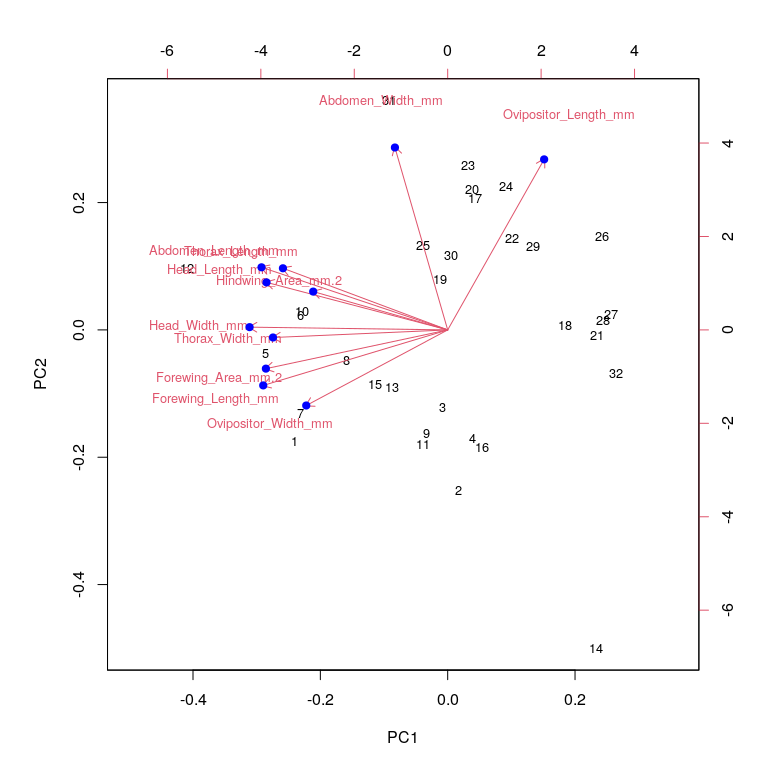 -6 -4 -2 0 2 4
31
Abdomen_Width_mm
Ovipositor_Length_mm
4
23
20 24
17
0.2
22 26
25 29
2
30
Abdomen_Length_mm
Thorax_Length_mm
12
Head_Length_mm
19
Hindwing_Area_mm.2
10
6
27
28
Head_Width_mm
18
0.0
0
21
Thorax_Width_mm
5
8
32
Forewing_Area_mm.2
15 13
Forewing_Length_mm
3
-2
7
Ovipositor_Width_mm
9
4
1
11 16
-0.2
2
-4
-0.4
-6
14
-0.4 -0.2 0.0 0.2
PC1
PC2